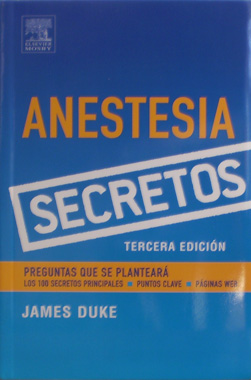 ELSEVIER
MOSBY
ANESTESIA
SECRETOS
TERCERA EDICIÓN
PREGUNTAS QUE SE PLANTEARÁ
LOS 100 SECRETOS PRINCIPALES ■ PUNTOS CLAVE ■ PÁGINAS WEB
JAMES DUKE